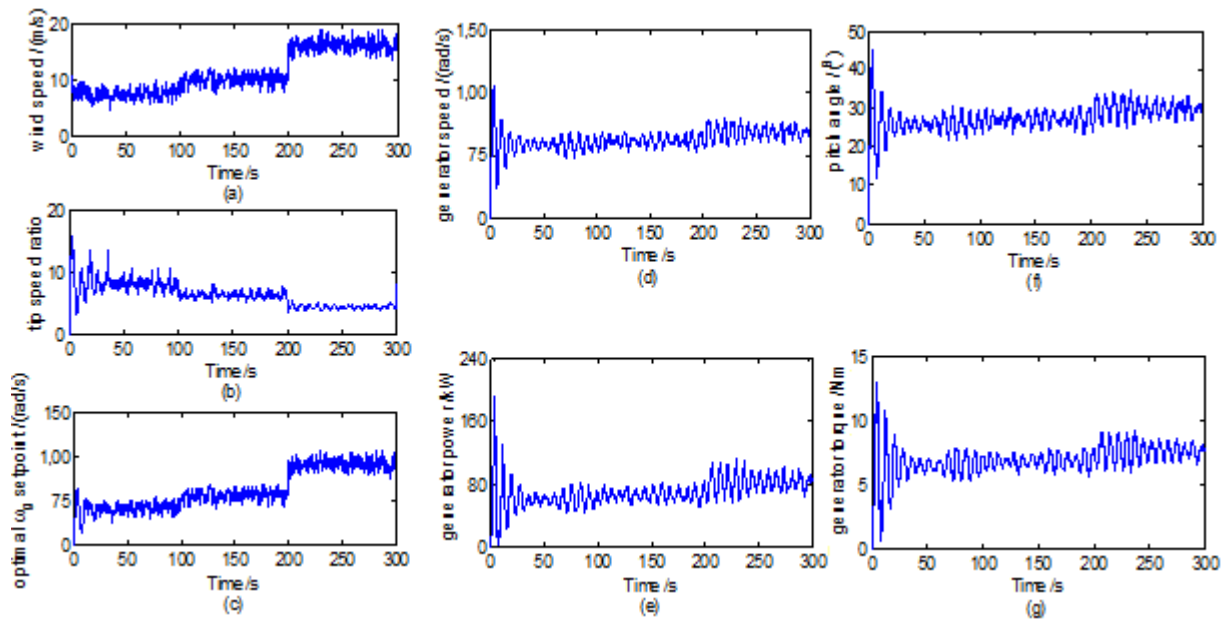 wind speed / (m/s)
20
10
0
0 50 100 150 200 250 300
Time/s
(a)
tip speed ratio
20
10
0
0 50 100 150 200 250 300
Time/s
(b)
optimal ωg setpoint/(rad/s)
150
1,00
75
0
0 50 100 150 200 250 300
Time/s
(c)
generator speed /(rad/s)
1,50
1,00
75
0
0 50 100 150 200 250 300
Time/s
(d)
generator power /kW
240
160
80
0
0 50 100 150 200 250 300
Time/s
(e)
pitch angle /(
50
40
30
20
10
0
0 50 100 150 200 250 300
Time/s
(f)
generator torque /Nm
15
10
5
0
0 50 100 150 200 250 300
Time/s
(g)